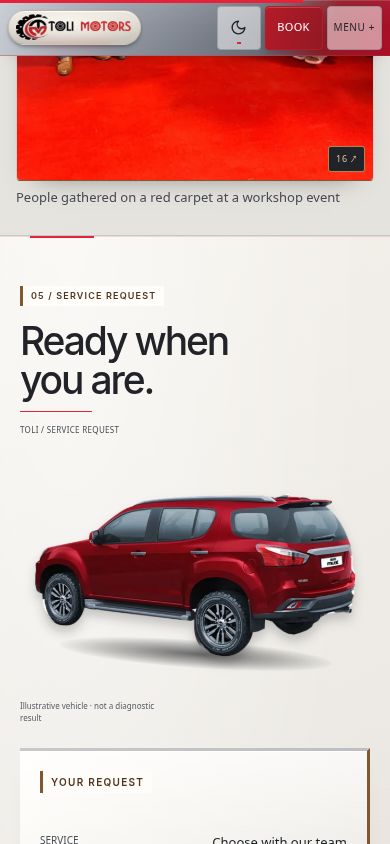 TOLI MOTORS
BOOK
MENU +
16 ↗
People gathered on a red carpet at a workshop event
05 / SERVICE REQUEST
Ready when
you are.
TOLI / SERVICE REQUEST
Illustrative vehicle · not a diagnostic
result
YOUR REQUEST
SERVICE
Choose with our team